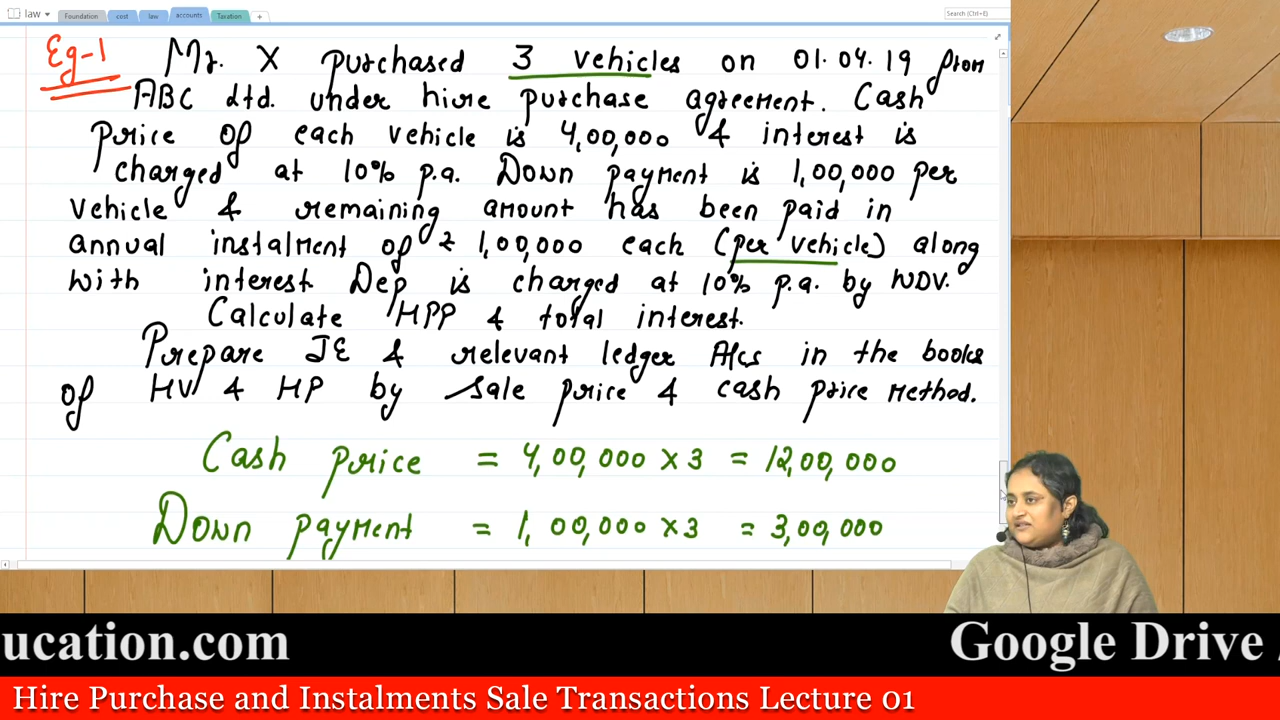 law
Foundation cost law accounts Taxation
Search (Ctrl+E)
Eg-1 Mr. X purchased 3 vehicles on 01.04.19 from
ABC Ltd. under hire purchase agreement. Cash
price of each vehicle is 4,00,000 & interest is
charged at 10% p.a. Down payment is 1,00,000 per
vehicle & remaining amount has been paid in
annual instalment of ₹ 1,00,000 each (per vehicle) along
with interest Dep is charged at 10% p.a. by WDV.
Calculate HPP & total interest.
Prepare JE & relevant ledger A/cs in the books
of HV & HP by sale price & cash price method.
Cash price = 4,00,000 x 3 = 12,00,000
Down payment = 1,00,000 x 3 = 3,00,000
ucation.com Google Drive
Hire Purchase and Instalments Sale Transactions Lecture 01